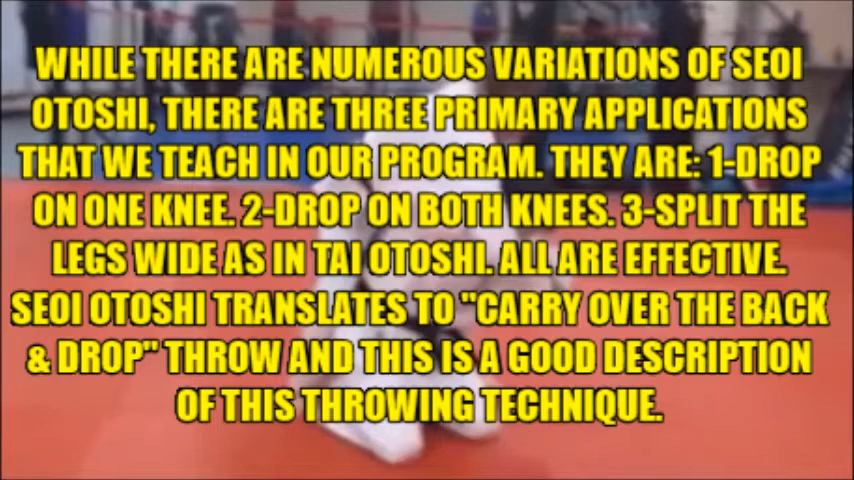 WHILE THERE ARE NUMEROUS VARIATIONS OF SEOI
OTOSHI, THERE ARE THREE PRIMARY APPLICATIONS
THAT WE TEACH IN OUR PROGRAM. THEY ARE: 1-DROP
ON ONE KNEE. 2-DROP ON BOTH KNEES. 3-SPLIT THE
LEGS WIDE AS IN TAI OTOSHI. ALL ARE EFFECTIVE.
SEOI OTOSHI TRANSLATES TO "CARRY OVER THE BACK
& DROP" THROW AND THIS IS A GOOD DESCRIPTION
OF THIS THROWING TECHNIQUE.